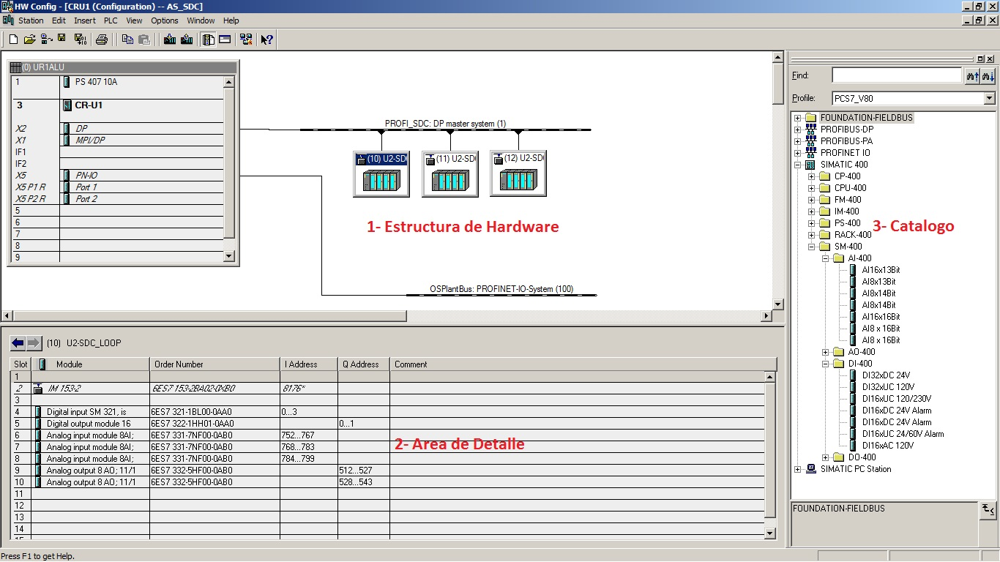 HW Config - [CRU1 (Configuration) -- AS_SDC]
Station Edit Insert PLC View Options Window Help
(0) UR1ALU
1 PS 407 10A
3 CR-U1
X2 DP
X1 MPI/DP
IF1
IF2
X5 PN-IO
X5 P1 R Port 1
X5 P2 R Port 2
5
6
7
8
9
PROFI_SDC: DP master system (1)
(10) U2-SD
(11) U2-SD
(12) U2-SD
1- Estructura de Hardware
OSPlantBus: PROFINET-IO-System (100)
(10) U2-SDC_LOOP
Slot Module Order Number I Address Q Address Comment
1
2 IM 153-2 6ES7 153-2BA02-0XB0 8176*
3
4 Digital input SM 321, is 6ES7 321-1BL00-0AA0 0...3
5 Digital output module 16 6ES7 322-1HH01-0AA0 0...1
6 Analog input module 8AI; 6ES7 331-7NF00-0AB0 752...767
7 Analog input module 8AI; 6ES7 331-7NF00-0AB0 768...783
8 Analog input module 8AI; 6ES7 331-7NF00-0AB0 784...799
9 Analog output 8 AO; 11/1 6ES7 332-5HF00-0AB0 512...527
10 Analog output 8 AO; 11/1 6ES7 332-5HF00-0AB0 528...543
11
12
13
14
2- Area de Detalle
Find:
Profile: PCS7_V80
FOUNDATION-FIELDBUS
PROFIBUS-DP
PROFIBUS-PA
PROFINET IO
SIMATIC 400
CP-400
CPU-400
FM-400
IM-400
PS-400
RACK-400
SM-400
AI-400
AI16x13Bit
AI8x13Bit
AI8x14Bit
AI8x14Bit
AI16x16Bit
AI8 x 16Bit
AI8 x 16Bit
AO-400
DI-400
DI32xDC 24V
DI32xUC 120V
DI16xUC 120/230V
DI16xDC 24V Alarm
DI16xDC 24V Alarm
DI16xUC 24/60V Alarm
DI16xAC 120V
DO-400
SIMATIC PC Station
3- Catalogo
FOUNDATION-FIELDBUS
Press F1 to get Help.